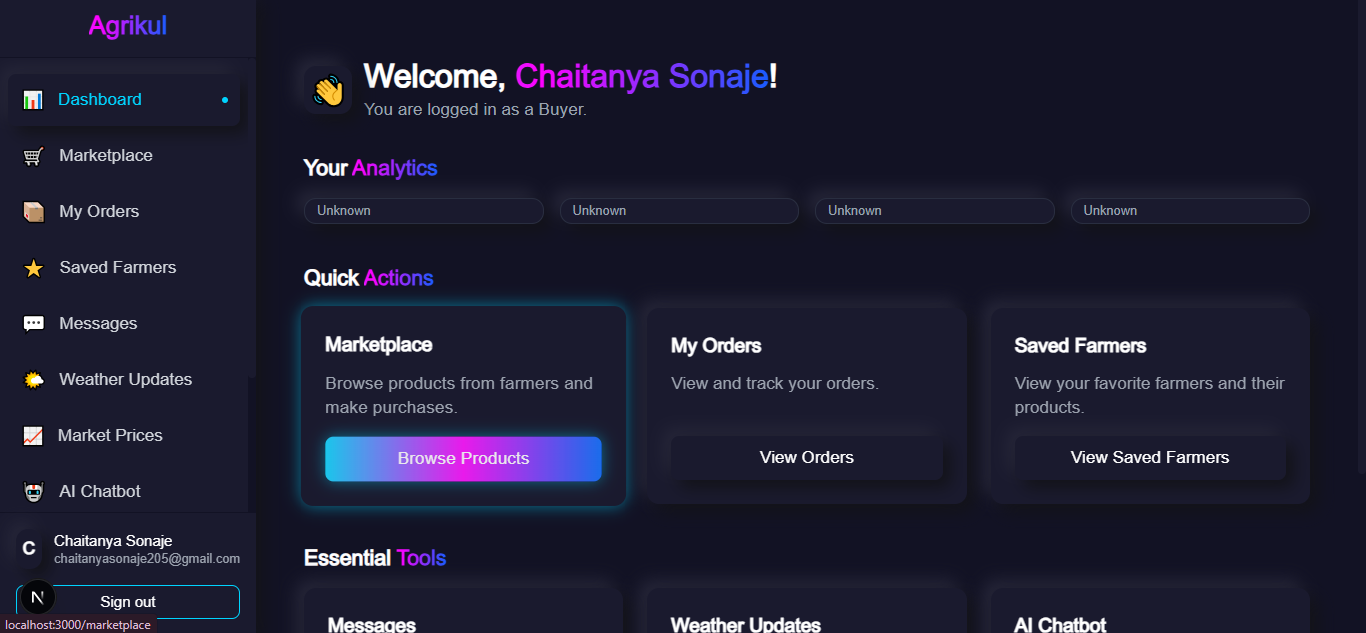 Agrikul
Dashboard
Marketplace
My Orders
Saved Farmers
Messages
Weather Updates
Market Prices
AI Chatbot
C
Chaitanya Sonaje
chaitanyasonaje205@gmail.com
N
Sign out
localhost:3000/marketplace
Welcome, Chaitanya Sonaje!
You are logged in as a Buyer.
Your Analytics
Unknown
Unknown
Unknown
Unknown
Quick Actions
Marketplace
Browse products from farmers and
make purchases.
Browse Products
My Orders
View and track your orders.
View Orders
Saved Farmers
View your favorite farmers and their
products.
View Saved Farmers
Essential Tools
Messages
Weather Updates
AI Chatbot